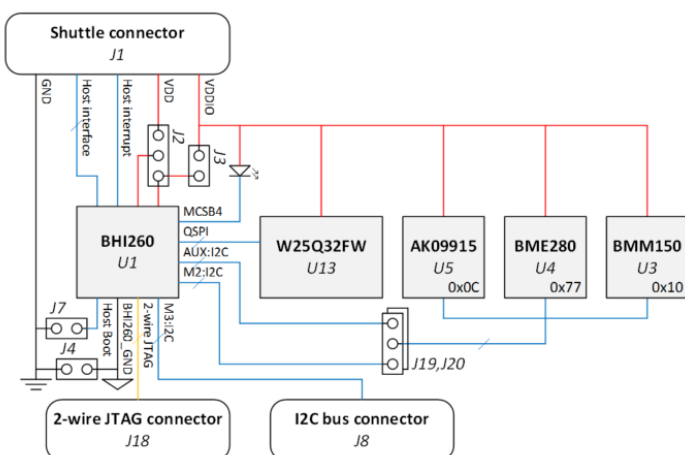 Shuttle connector
J1
GND
Host interface
Host interrupt
VDD
VDDIO
J2
J3
MCSB4
QSPI
AUX:I2C
M2:I2C
BHI260
U1
W25Q32FW
U13
AK09915
U5
0x0C
BME280
U4
0x77
BMM150
U3
0x10
J7
Host Boot
BHI260_GND
2-wire JTAG
M3:I2C
J4
J19,J20
2-wire JTAG connector
J18
I2C bus connector
J8